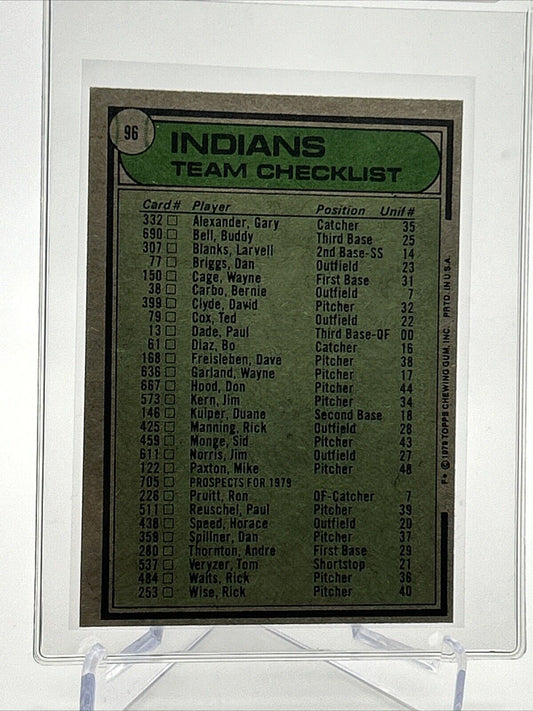 96
INDIANS
TEAM CHECKLIST
Card # Player Position Unif #
332 Alexander, Gary Catcher 35
690 Bell, Buddy Third Base 25
307 Blanks, Larvell 2nd Base-SS 14
77 Briggs, Dan Outfield 23
150 Cage, Wayne First Base 31
38 Carbo, Bernie Outfield 7
399 Clyde, David Pitcher 32
79 Cox, Ted Outfield 22
13 Dade, Paul Third Base-OF 00
61 Diaz, Bo Catcher 16
168 Freisleben, Dave Pitcher 38
636 Garland, Wayne Pitcher 17
667 Hood, Don Pitcher 44
573 Kern, Jim Pitcher 34
146 Kuiper, Duane Second Base 18
425 Manning, Rick Outfield 28
459 Monge, Sid Pitcher 43
611 Norris, Jim Outfield 27
122 Paxton, Mike Pitcher 48
705 PROSPECTS FOR 1979
226 Pruitt, Ron OF-Catcher 7
511 Reuschel, Paul Pitcher 39
438 Speed, Horace Outfield 20
359 Spillner, Dan Pitcher 37
280 Thornton, Andre First Base 29
537 Veryzer, Tom Shortstop 21
484 Waits, Rick Pitcher 36
253 Wise, Rick Pitcher 40
F* © 1979 TOPPS CHEWING GUM, INC. PRTD. IN U.S.A.